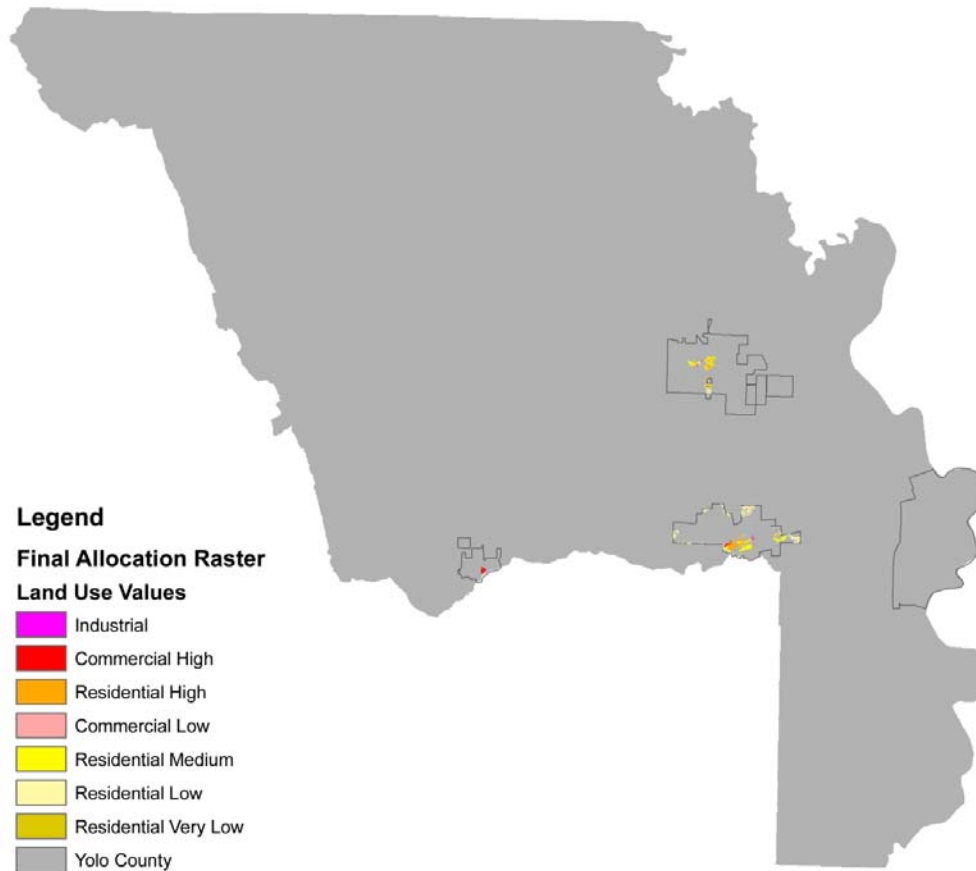 Legend
Final Allocation Raster
Land Use Values
Industrial
Commercial High
Residential High
Commercial Low
Residential Medium
Residential Low
Residential Very Low
Yolo County